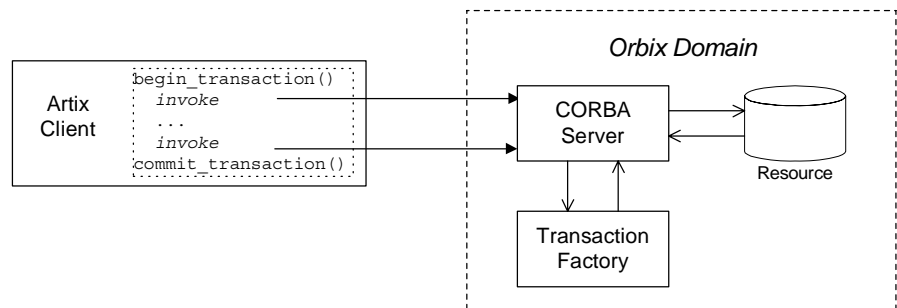 Orbix Domain
Artix
Client
begin_transaction()
invoke
...
invoke
commit_transaction()
CORBA
Server
Resource
Transaction
Factory